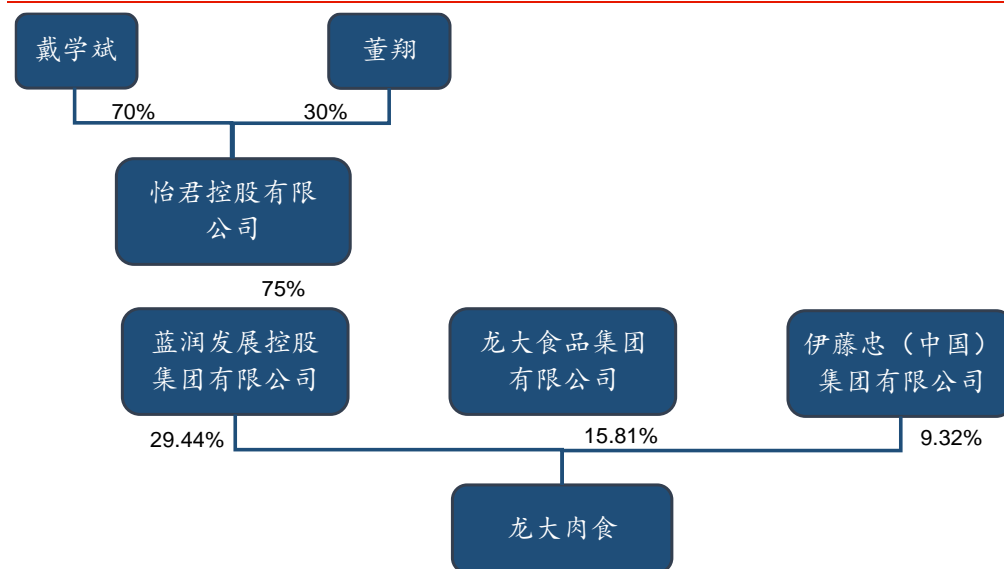 戴学斌
董翔
70%
30%
怡君控股有限
公司
75%
蓝润发展控股
集团有限公司
龙大食品集团
有限公司
伊藤忠（中国）
集团有限公司
29.44%
15.81%
9.32%
龙大肉食